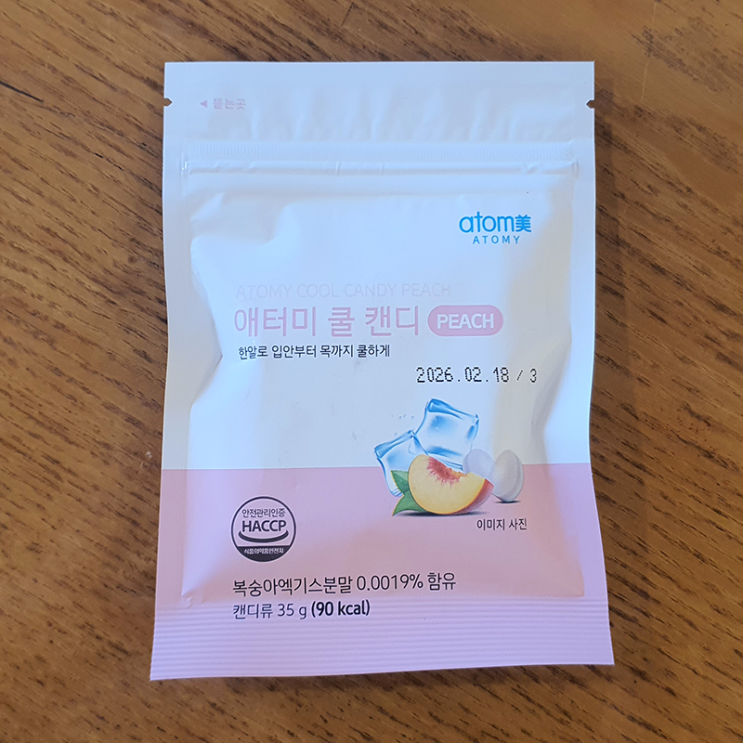 ◀ 뜯는곳
atom美
ATOMY
ATOMY COOL CANDY PEACH
애터미 쿨 캔디 PEACH
한알로 입안부터 목까지 쿨하게
2026.02.18 / 3
이미지 사진
안전관리인증
HACCP
식품의약품안전처
복숭아엑기스분말 0.0019% 함유
캔디류 35 g (90 kcal)